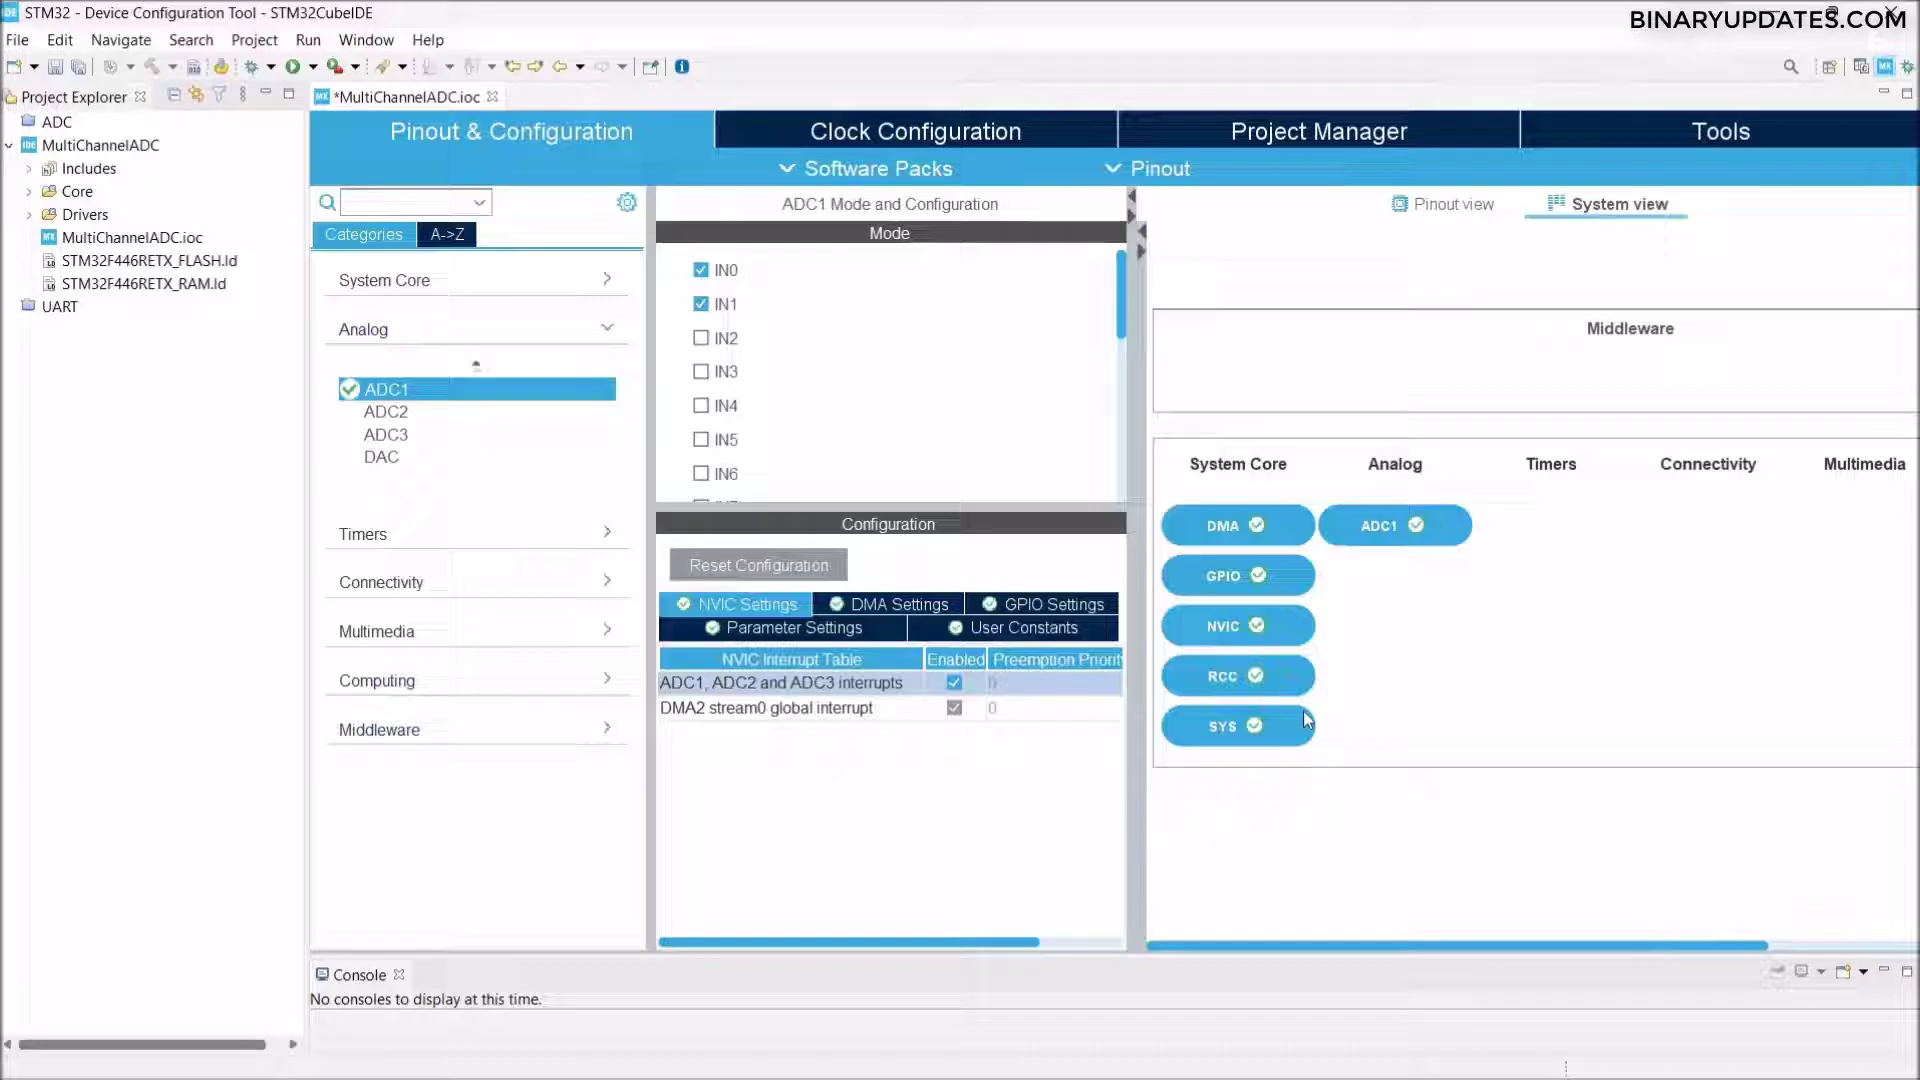 STM32 - Device Configuration Tool - STM32CubeIDE
BINARYUPDATES.COM
File Edit Navigate Search Project Run Window Help
Project Explorer
*MultiChannelADC.ioc
ADC
MultiChannelADC
Includes
Core
Drivers
MultiChannelADC.ioc
STM32F446RETX_FLASH.ld
STM32F446RETX_RAM.ld
UART
Pinout & Configuration
Clock Configuration
Project Manager
Tools
Software Packs
Pinout
Categories
A->Z
System Core
Analog
ADC1
ADC2
ADC3
DAC
Timers
Connectivity
Multimedia
Computing
Middleware
ADC1 Mode and Configuration
Mode
IN0
IN1
IN2
IN3
IN4
IN5
IN6
Configuration
Reset Configuration
NVIC Settings
DMA Settings
GPIO Settings
Parameter Settings
User Constants
NVIC Interrupt Table Enabled Preemption Priorit
ADC1, ADC2 and ADC3 interrupts 0
DMA2 stream0 global interrupt 0
Pinout view
System view
Middleware
System Core Analog Timers Connectivity Multimedia
DMA ADC1
GPIO
NVIC
RCC
SYS
Console
No consoles to display at this time.